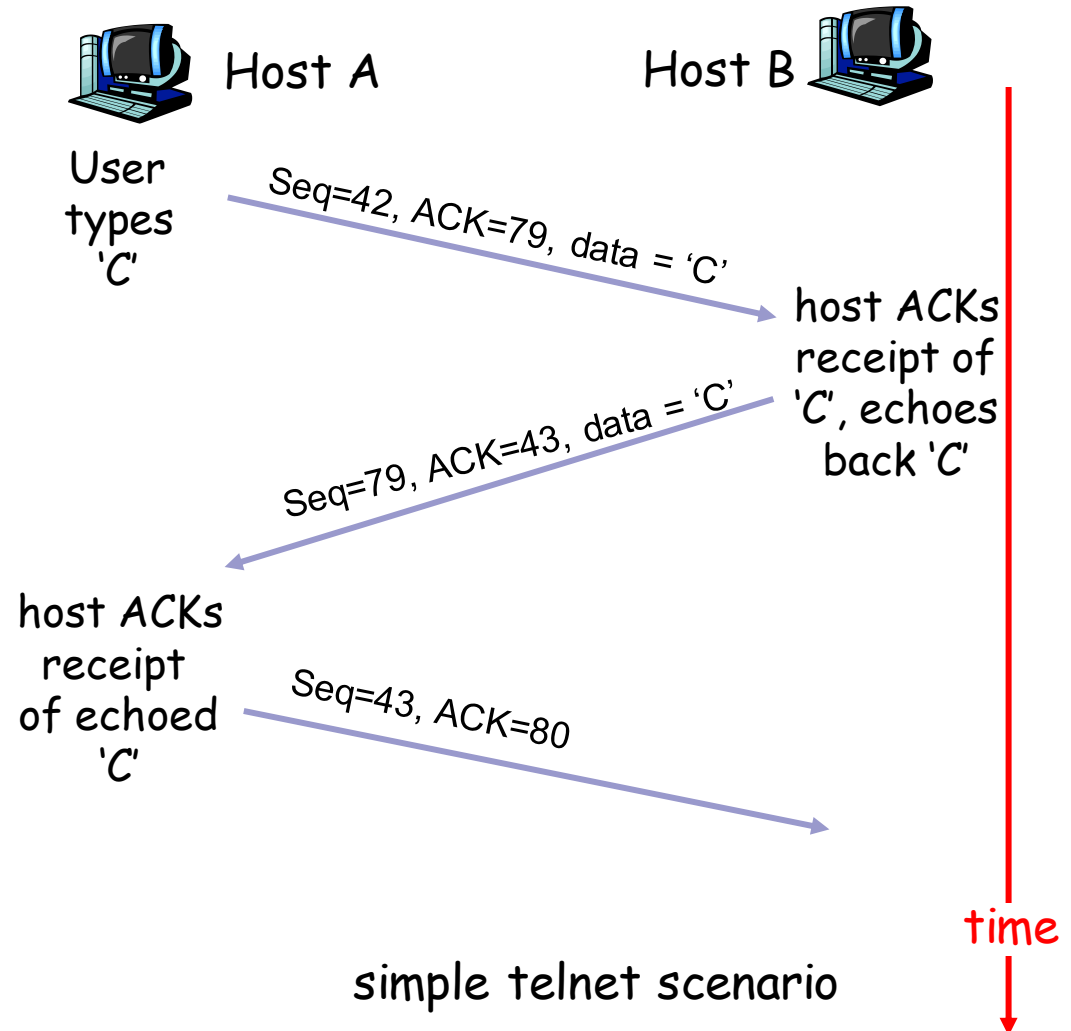 Host A
Host B
User
types
‘C’
Seq=42, ACK=79, data = ‘C’
host ACKs
receipt of
‘C’, echoes
back ‘C’
Seq=79, ACK=43, data = ‘C’
host ACKs
receipt
of echoed
‘C’
Seq=43, ACK=80
time
simple telnet scenario